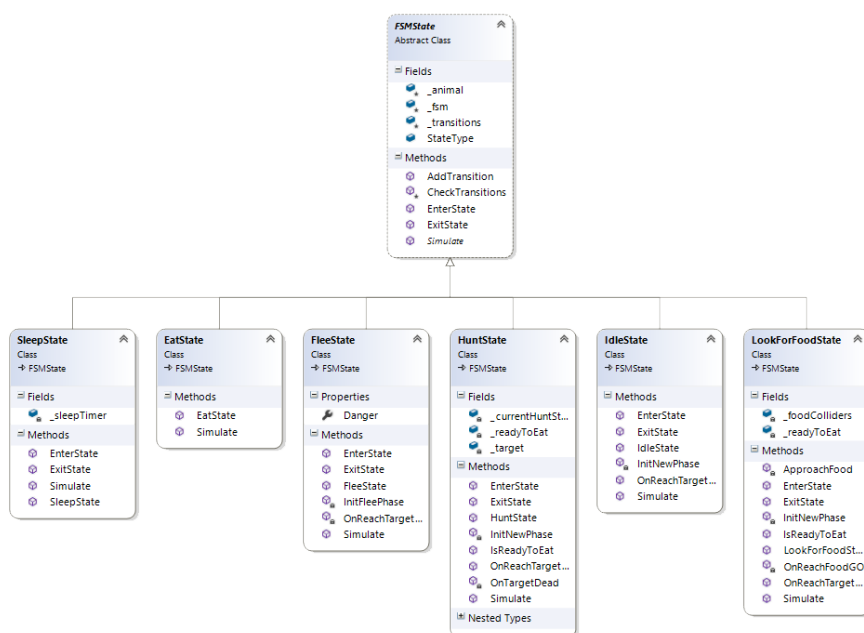 FSMState
Abstract Class
Fields
_animal
_fsm
_transitions
StateType
Methods
AddTransition
CheckTransitions
EnterState
ExitState
Simulate
SleepState
Class
FSMState
Fields
_sleepTimer
Methods
EnterState
ExitState
Simulate
SleepState
EatState
Class
FSMState
Methods
EatState
Simulate
FleeState
Class
FSMState
Properties
Danger
Methods
EnterState
ExitState
FleeState
InitFleePhase
OnReachTarget...
Simulate
HuntState
Class
FSMState
Fields
_currentHuntSt...
_readyToEat
_target
Methods
EnterState
ExitState
HuntState
InitNewPhase
IsReadyToEat
OnReachTarget...
OnTargetDead
Simulate
Nested Types
IdleState
Class
FSMState
Methods
EnterState
ExitState
IdleState
InitNewPhase
OnReachTarget...
Simulate
LookForFoodState
Class
FSMState
Fields
_foodColliders
_readyToEat
Methods
ApproachFood
EnterState
ExitState
InitNewPhase
IsReadyToEat
LookForFoodSt...
OnReachFoodGO
OnReachTarget...
Simulate